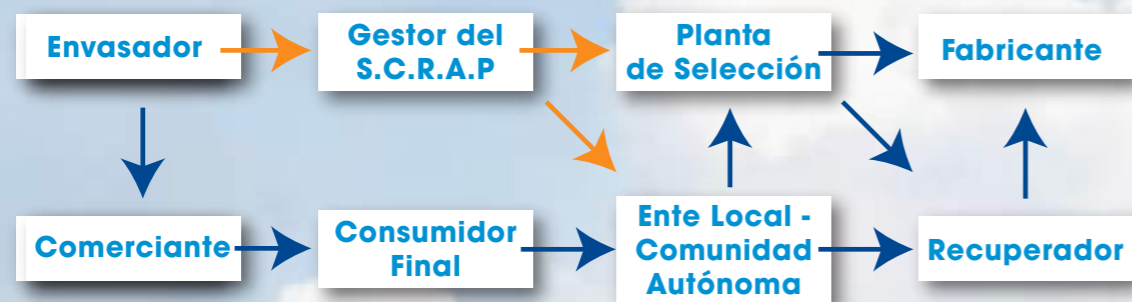 Envasador
Gestor del
S.C.R.A.P
Planta
de Selección
Fabricante
Comerciante
Consumidor
Final
Ente Local -
Comunidad
Autónoma
Recuperador